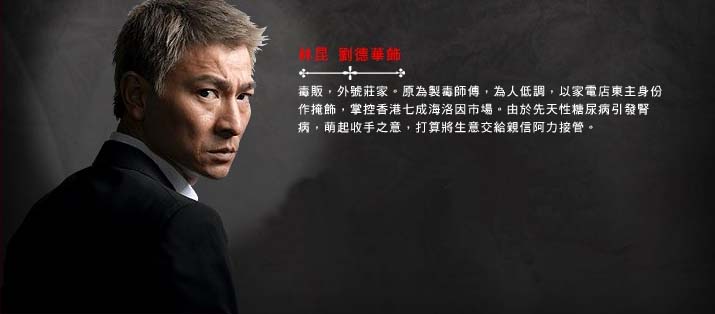 林昆 劉德華飾
毒販，外號莊家。原為製毒師傅，為人低調，以家電店東主身份
作掩飾，掌控香港七成海洛因市場。由於先天性糖尿病引發腎
病，萌起收手之意，打算將生意交給親信阿力接管。